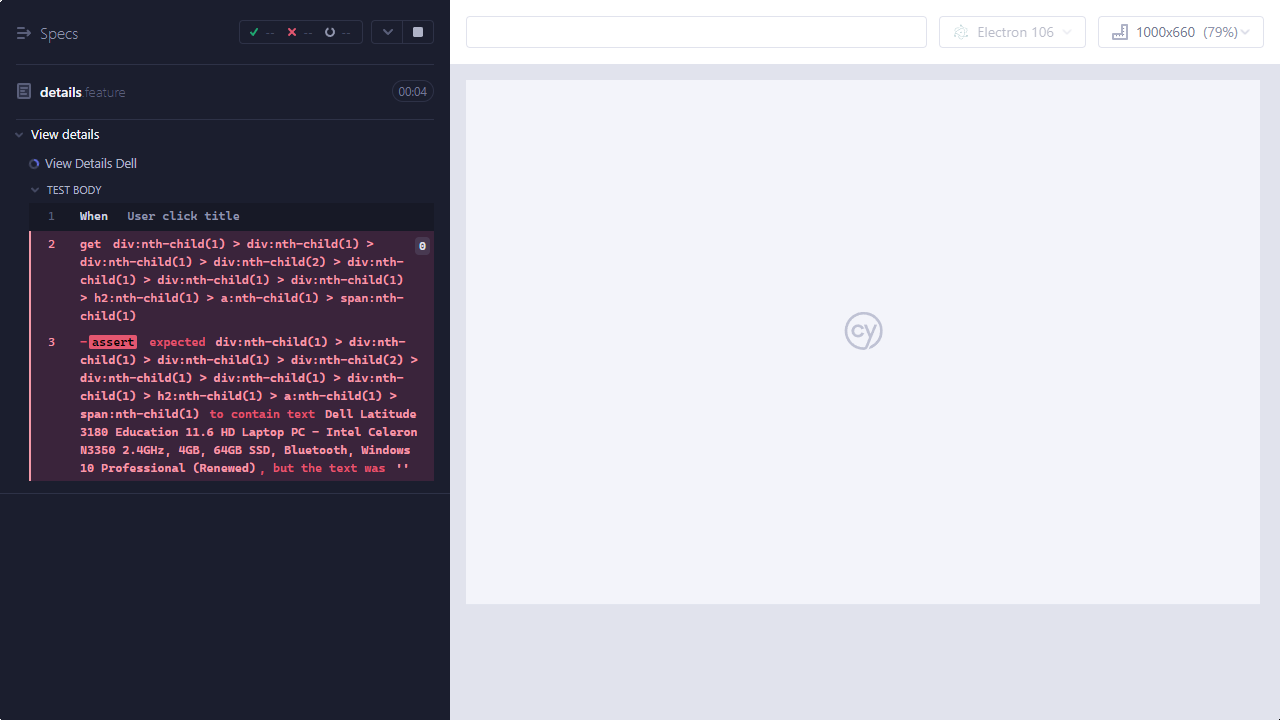 Specs
--
--
--
Electron 106
1000x660 (79%)
details feature
00:04
View details
View Details Dell
TEST BODY
1 When User click title
2 get div:nth-child(1) > div:nth-child(1) > 0
div:nth-child(1) > div:nth-child(2) > div:nth-
child(1) > div:nth-child(1) > div:nth-child(1)
> h2:nth-child(1) > a:nth-child(1) > span:nth-
child(1)
3 -assert expected div:nth-child(1) > div:nth-
child(1) > div:nth-child(1) > div:nth-child(2) >
div:nth-child(1) > div:nth-child(1) > div:nth-
child(1) > h2:nth-child(1) > a:nth-child(1) >
span:nth-child(1) to contain text Dell Latitude
3180 Education 11.6 HD Laptop PC - Intel Celeron
N3350 2.4GHz, 4GB, 64GB SSD, Bluetooth, Windows
10 Professional (Renewed), but the text was ''
cy